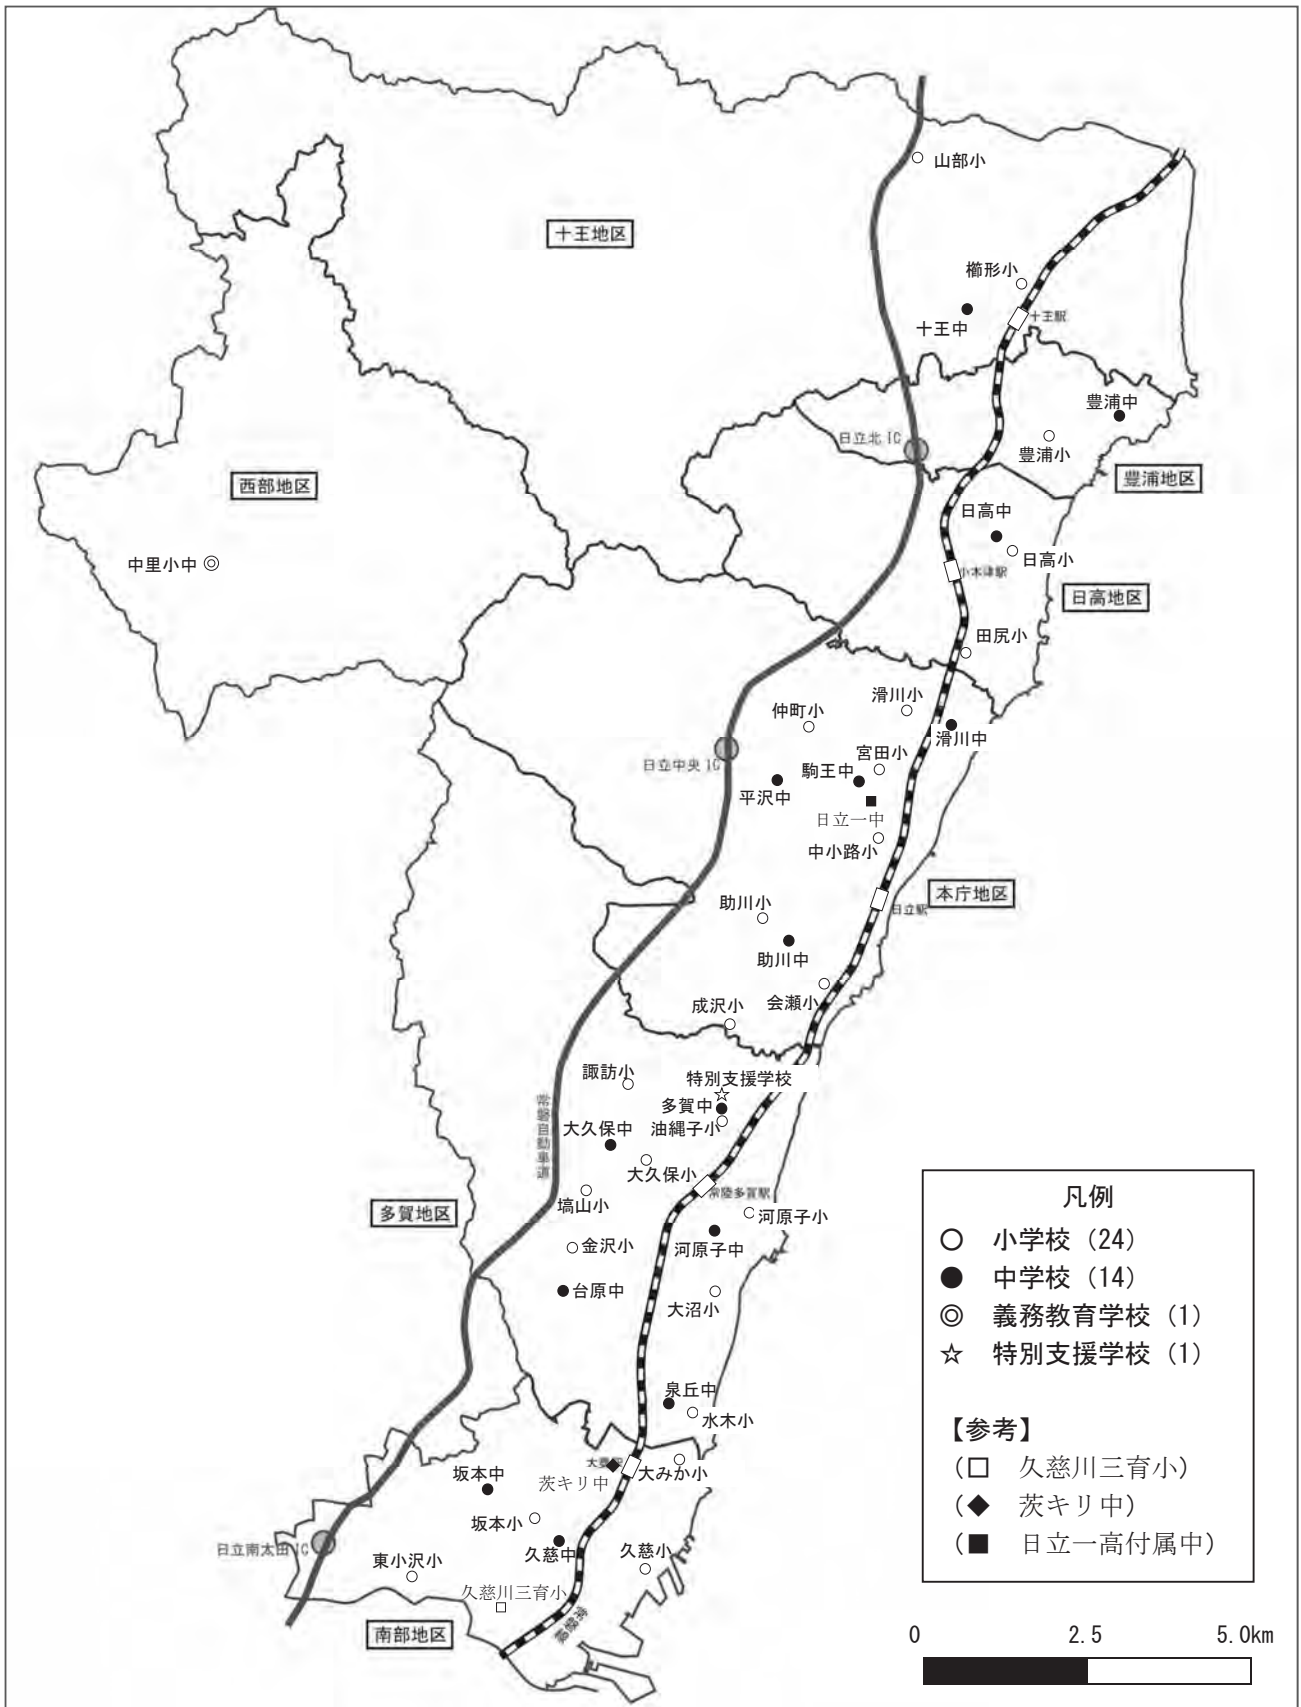 山部小
十王地区
櫛形小
十王駅
十王中
豊浦中
日立北IC
豊浦小
豊浦地区
西部地区
日高中
中里小中
日高小
小木津駅
日高地区
田尻小
滑川小
仲町小
滑川中
宮田小
日立中央IC
駒王中
平沢中
日立一中
中小路小
本庁地区
助川小
日立駅
助川中
会瀬小
成沢小
諏訪小
特別支援学校
多賀中
常磐自動車道
大久保中
油縄子小
大久保小
常陸多賀駅
塙山小
多賀地区
河原子小
金沢小
河原子中
台原中
大沼小
泉丘中
水木小
大甕駅
大みか小
坂本中
茨キリ中
坂本小
日立南太田IC
久慈中
久慈小
東小沢小
久慈川三育小
常磐線
南部地区
凡例
○ 小学校（24）
● 中学校（14）
◎ 義務教育学校（1）
☆ 特別支援学校（1）
【参考】
（□ 久慈川三育小）
（◆ 茨キリ中）
（■ 日立一高付属中）
0 2.5 5.0km